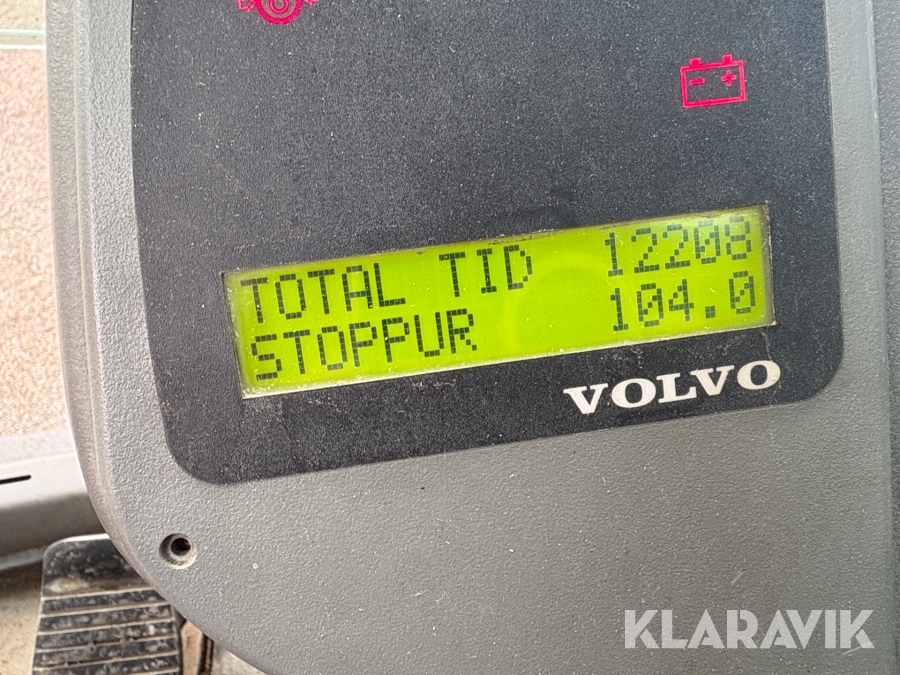 TOTAL TID 12208
STOPPUR 104.0
VOLVO
KLARAVIK